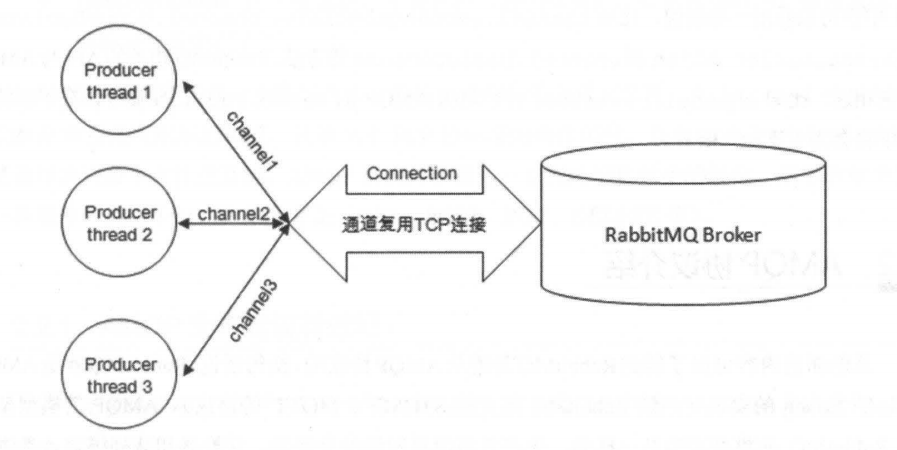 Producer
thread 1
channel1
Connection
Producer
thread 2
channel2
通道复用TCP连接
RabbitMQ Broker
channel3
Producer
thread 3